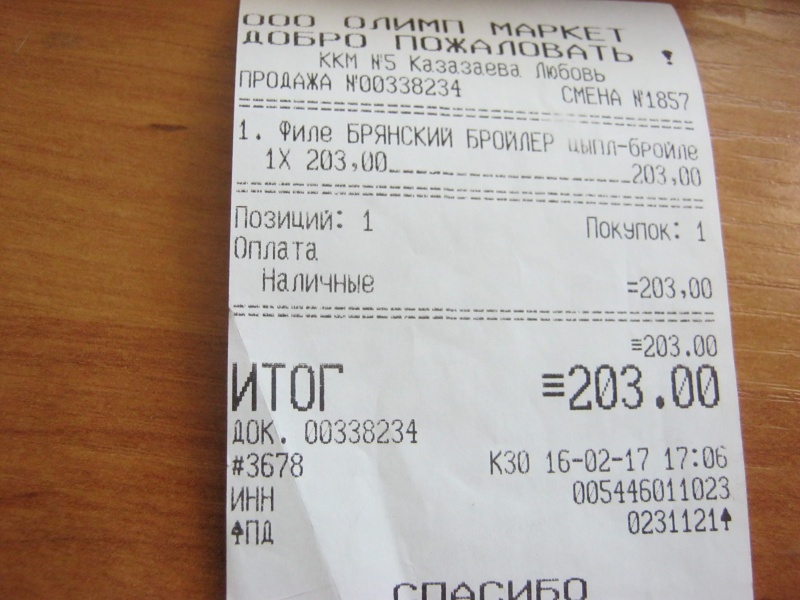 ООО ОЛИМП МАРКЕТ
ДОБРО ПОЖАЛОВАТЬ !
ККМ №5 Казазаева Любовь
ПРОДАЖА №00338234 СМЕНА №1857
1. Филе БРЯНСКИЙ БРОЙЛЕР цыпл-бройле
1X 203,00 203,00
Позиций: 1 Покупок: 1
Оплата
Наличные =203,00
≡203.00
ИТОГ ≡203.00
ДОК. 00338234
#3678 К30 16-02-17 17:06
ИНН 005446011023
ПД 0231121
СПАСИБО